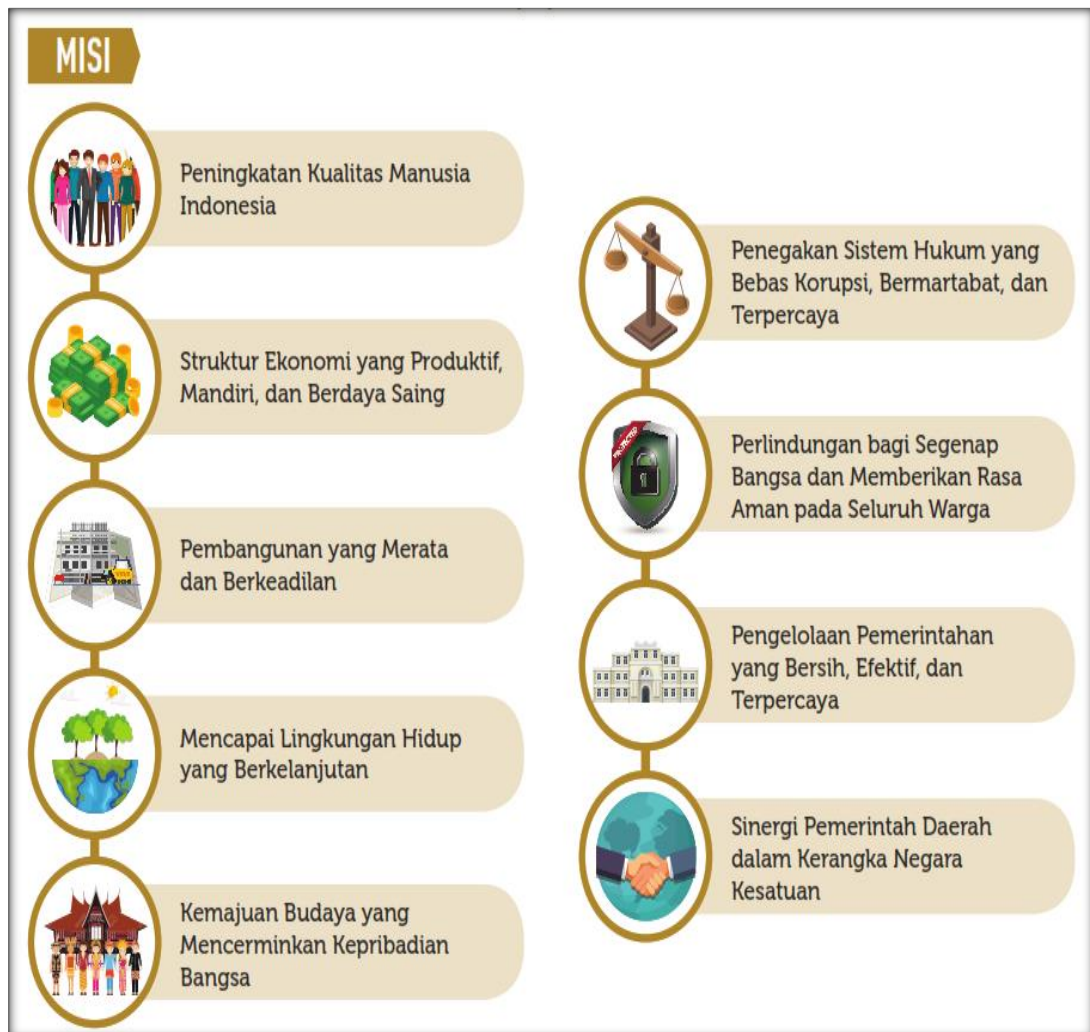 MISI
Peningkatan Kualitas Manusia
Indonesia
Struktur Ekonomi yang Produktif,
Mandiri, dan Berdaya Saing
Pembangunan yang Merata
dan Berkeadilan
Mencapai Lingkungan Hidup
yang Berkelanjutan
Kemajuan Budaya yang
Mencerminkan Kepribadian
Bangsa
Penegakan Sistem Hukum yang
Bebas Korupsi, Bermartabat, dan
Terpercaya
PROTECTED
Perlindungan bagi Segenap
Bangsa dan Memberikan Rasa
Aman pada Seluruh Warga
Pengelolaan Pemerintahan
yang Bersih, Efektif, dan
Terpercaya
Sinergi Pemerintah Daerah
dalam Kerangka Negara
Kesatuan